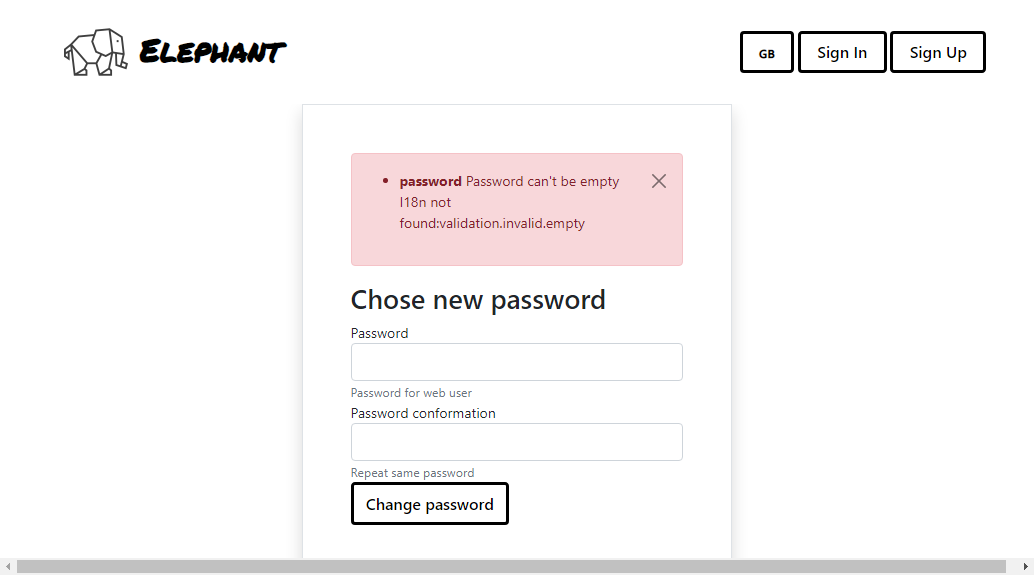 ELEPHANT
GB
Sign In
Sign Up
password Password can't be empty
I18n not
found:validation.invalid.empty
Chose new password
Password
Password for web user
Password conformation
Repeat same password
Change password